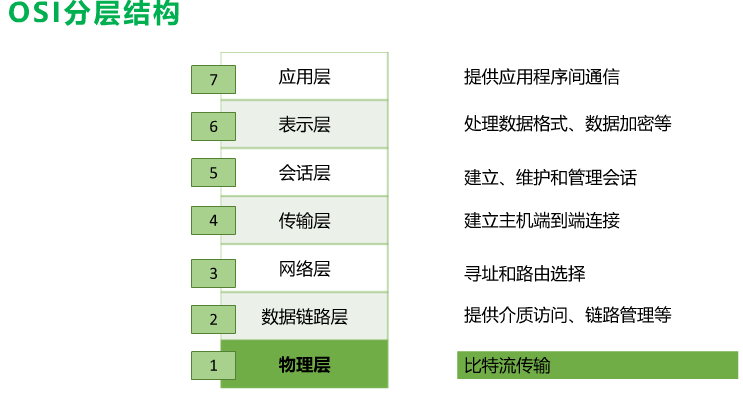 OSI分层结构
7 应用层 提供应用程序间通信
6 表示层 处理数据格式、数据加密等
5 会话层 建立、维护和管理会话
4 传输层 建立主机端到端连接
3 网络层 寻址和路由选择
2 数据链路层 提供介质访问、链路管理等
1 物理层 比特流传输